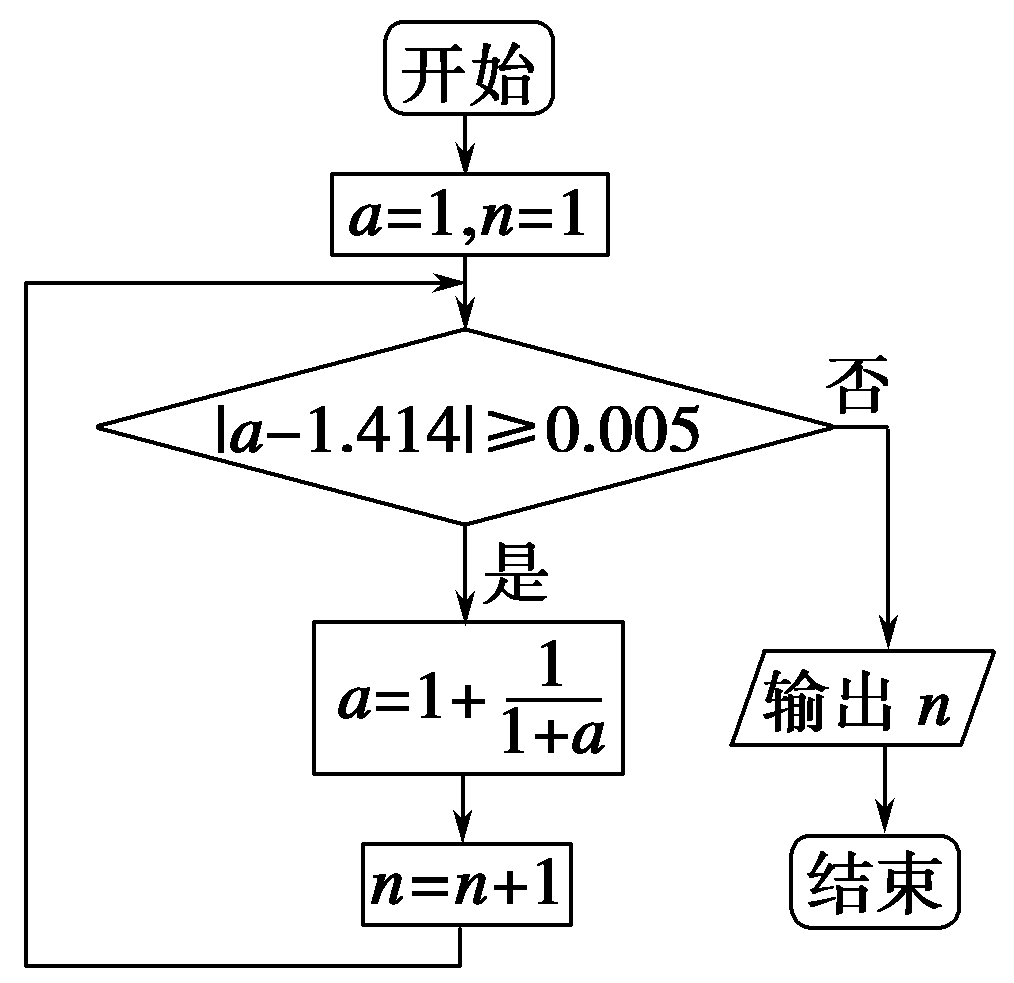 开始
a=1,n=1
|a-1.414|≥0.005
否
是
a=1+ 1/(1+a)
输出 n
n=n+1
结束